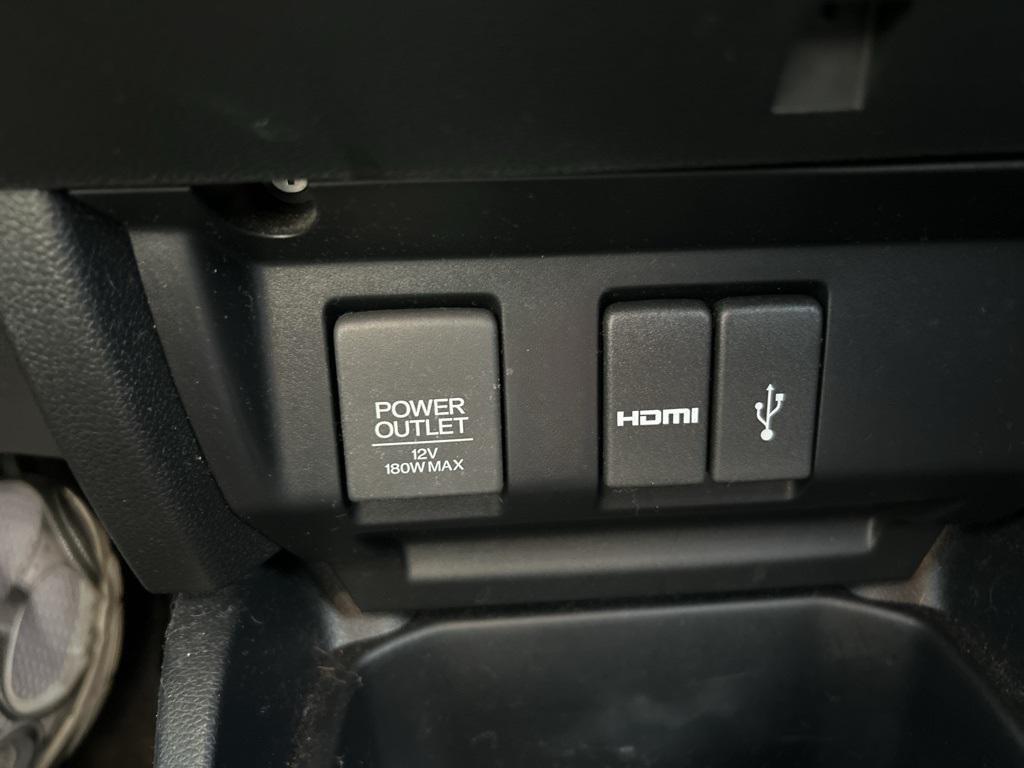 POWER
OUTLET
12V
180W MAX
HDMI